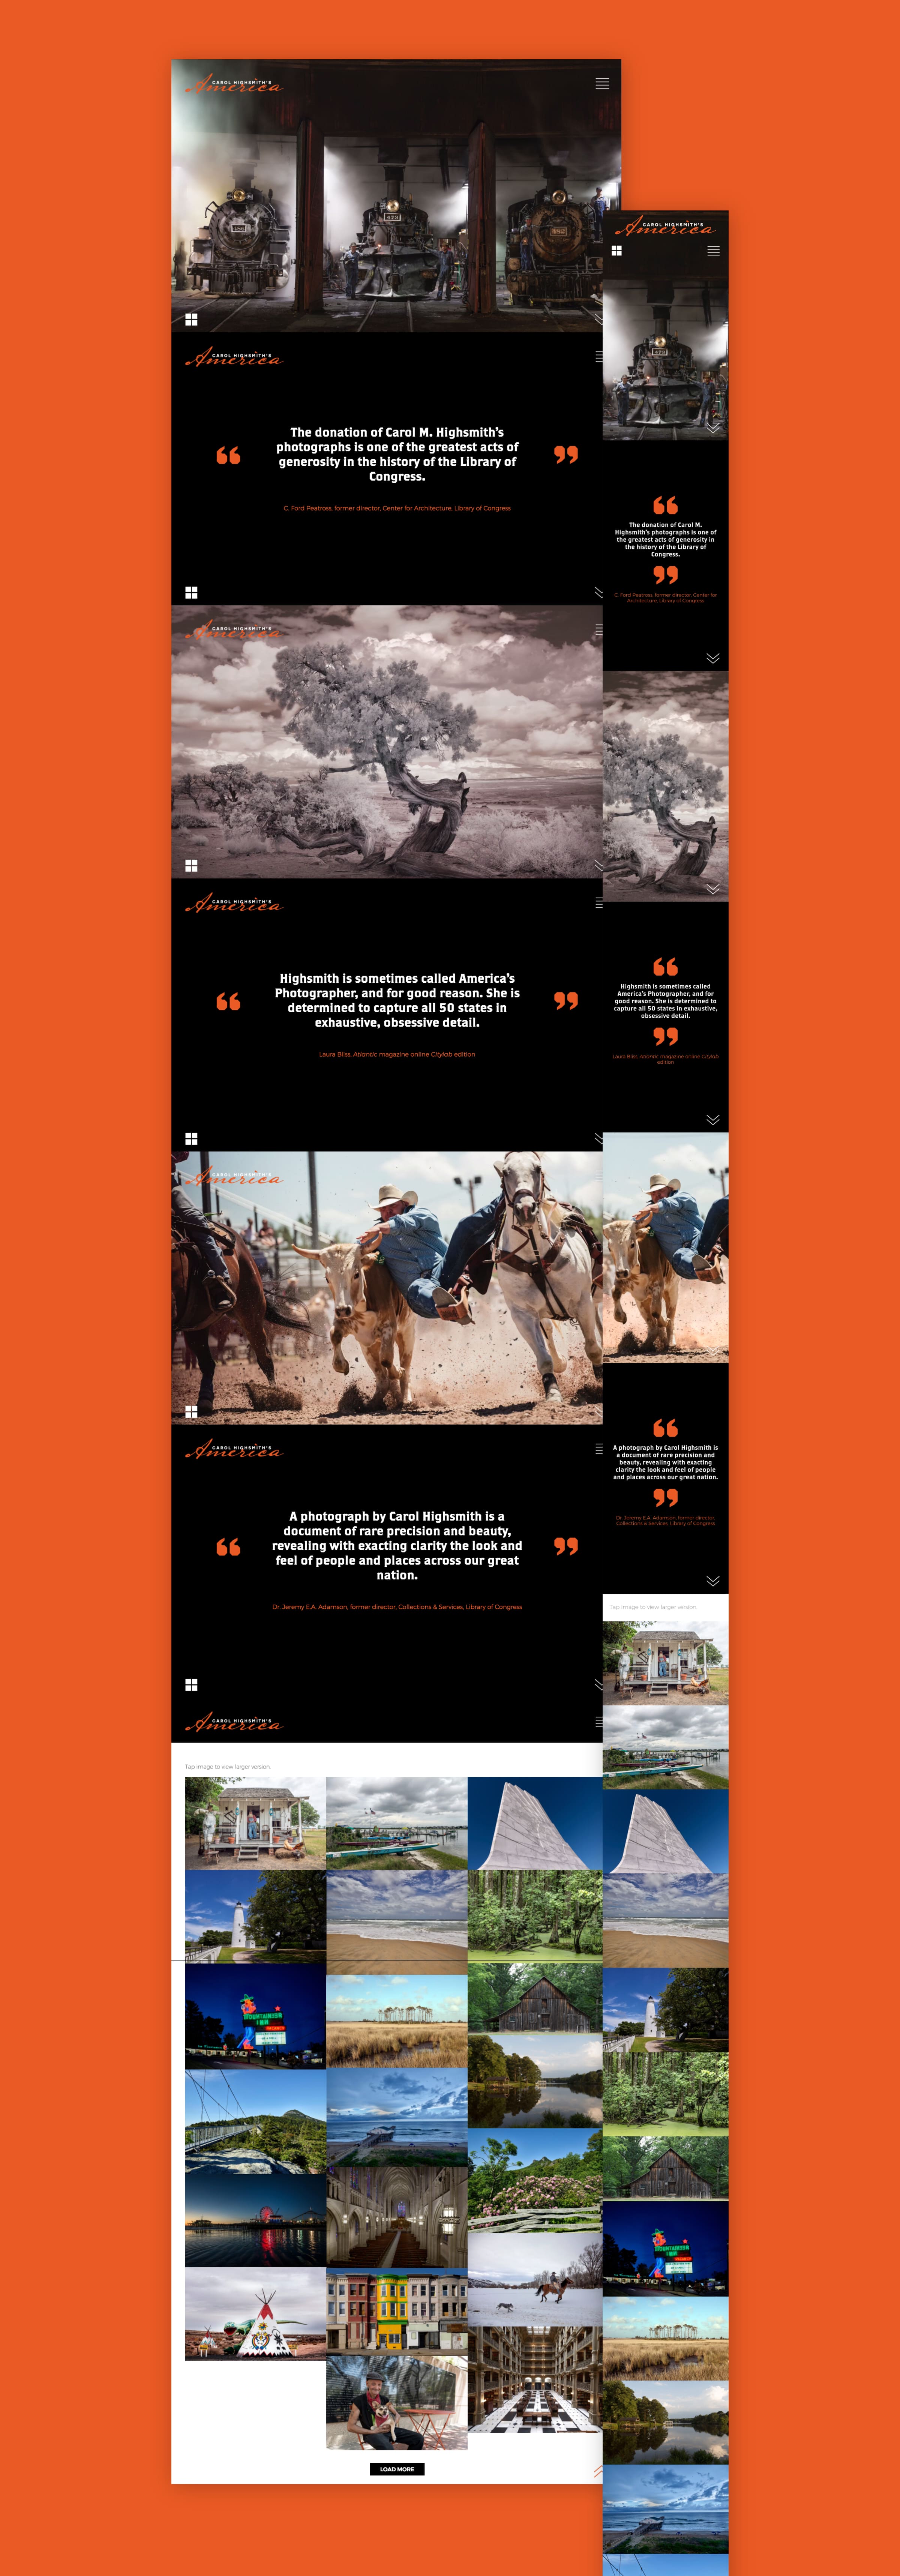 CAROL HIGHSMITH'S
America
CAROL HIGHSMITH'S
America
CAROL HIGHSMITH'S
America
The donation of Carol M. Highsmith's
photographs is one of the greatest acts of
generosity in the history of the Library of
Congress.
C. Ford Peatross, former director, Center for Architecture, Library of Congress
The donation of Carol M.
Highsmith's photographs is one of
the greatest acts of generosity in
the history of the Library of
Congress.
C. Ford Peatross, former director, Center for
Architecture, Library of Congress
CAROL HIGHSMITH'S
America
CAROL HIGHSMITH'S
America
Highsmith is sometimes called America's
Photographer, and for good reason. She is
determined to capture all 50 states in
exhaustive, obsessive detail.
Laura Bliss, Atlantic magazine online Citylab edition
Highsmith is sometimes called
America's Photographer, and for
good reason. She is determined to
capture all 50 states in exhaustive,
obsessive detail.
Laura Bliss, Atlantic magazine online Citylab
edition
CAROL HIGHSMITH'S
America
CAROL HIGHSMITH'S
America
A photograph by Carol Highsmith is a
document of rare precision and beauty,
revealing with exacting clarity the look and
feel of people and places across our great
nation.
Dr. Jeremy E.A. Adamson, former director, Collections & Services, Library of Congress
A photograph by Carol Highsmith is
a document of rare precision and
beauty, revealing with exacting
clarity the look and feel of people
and places across our great nation.
Dr. Jeremy E.A. Adamson, former director,
Collections & Services, Library of Congress
CAROL HIGHSMITH'S
America
Tap image to view larger version.
Tap image to view larger version.
MOUNTAINEER
INN
MOUNTAINEER
INN
LOAD MORE